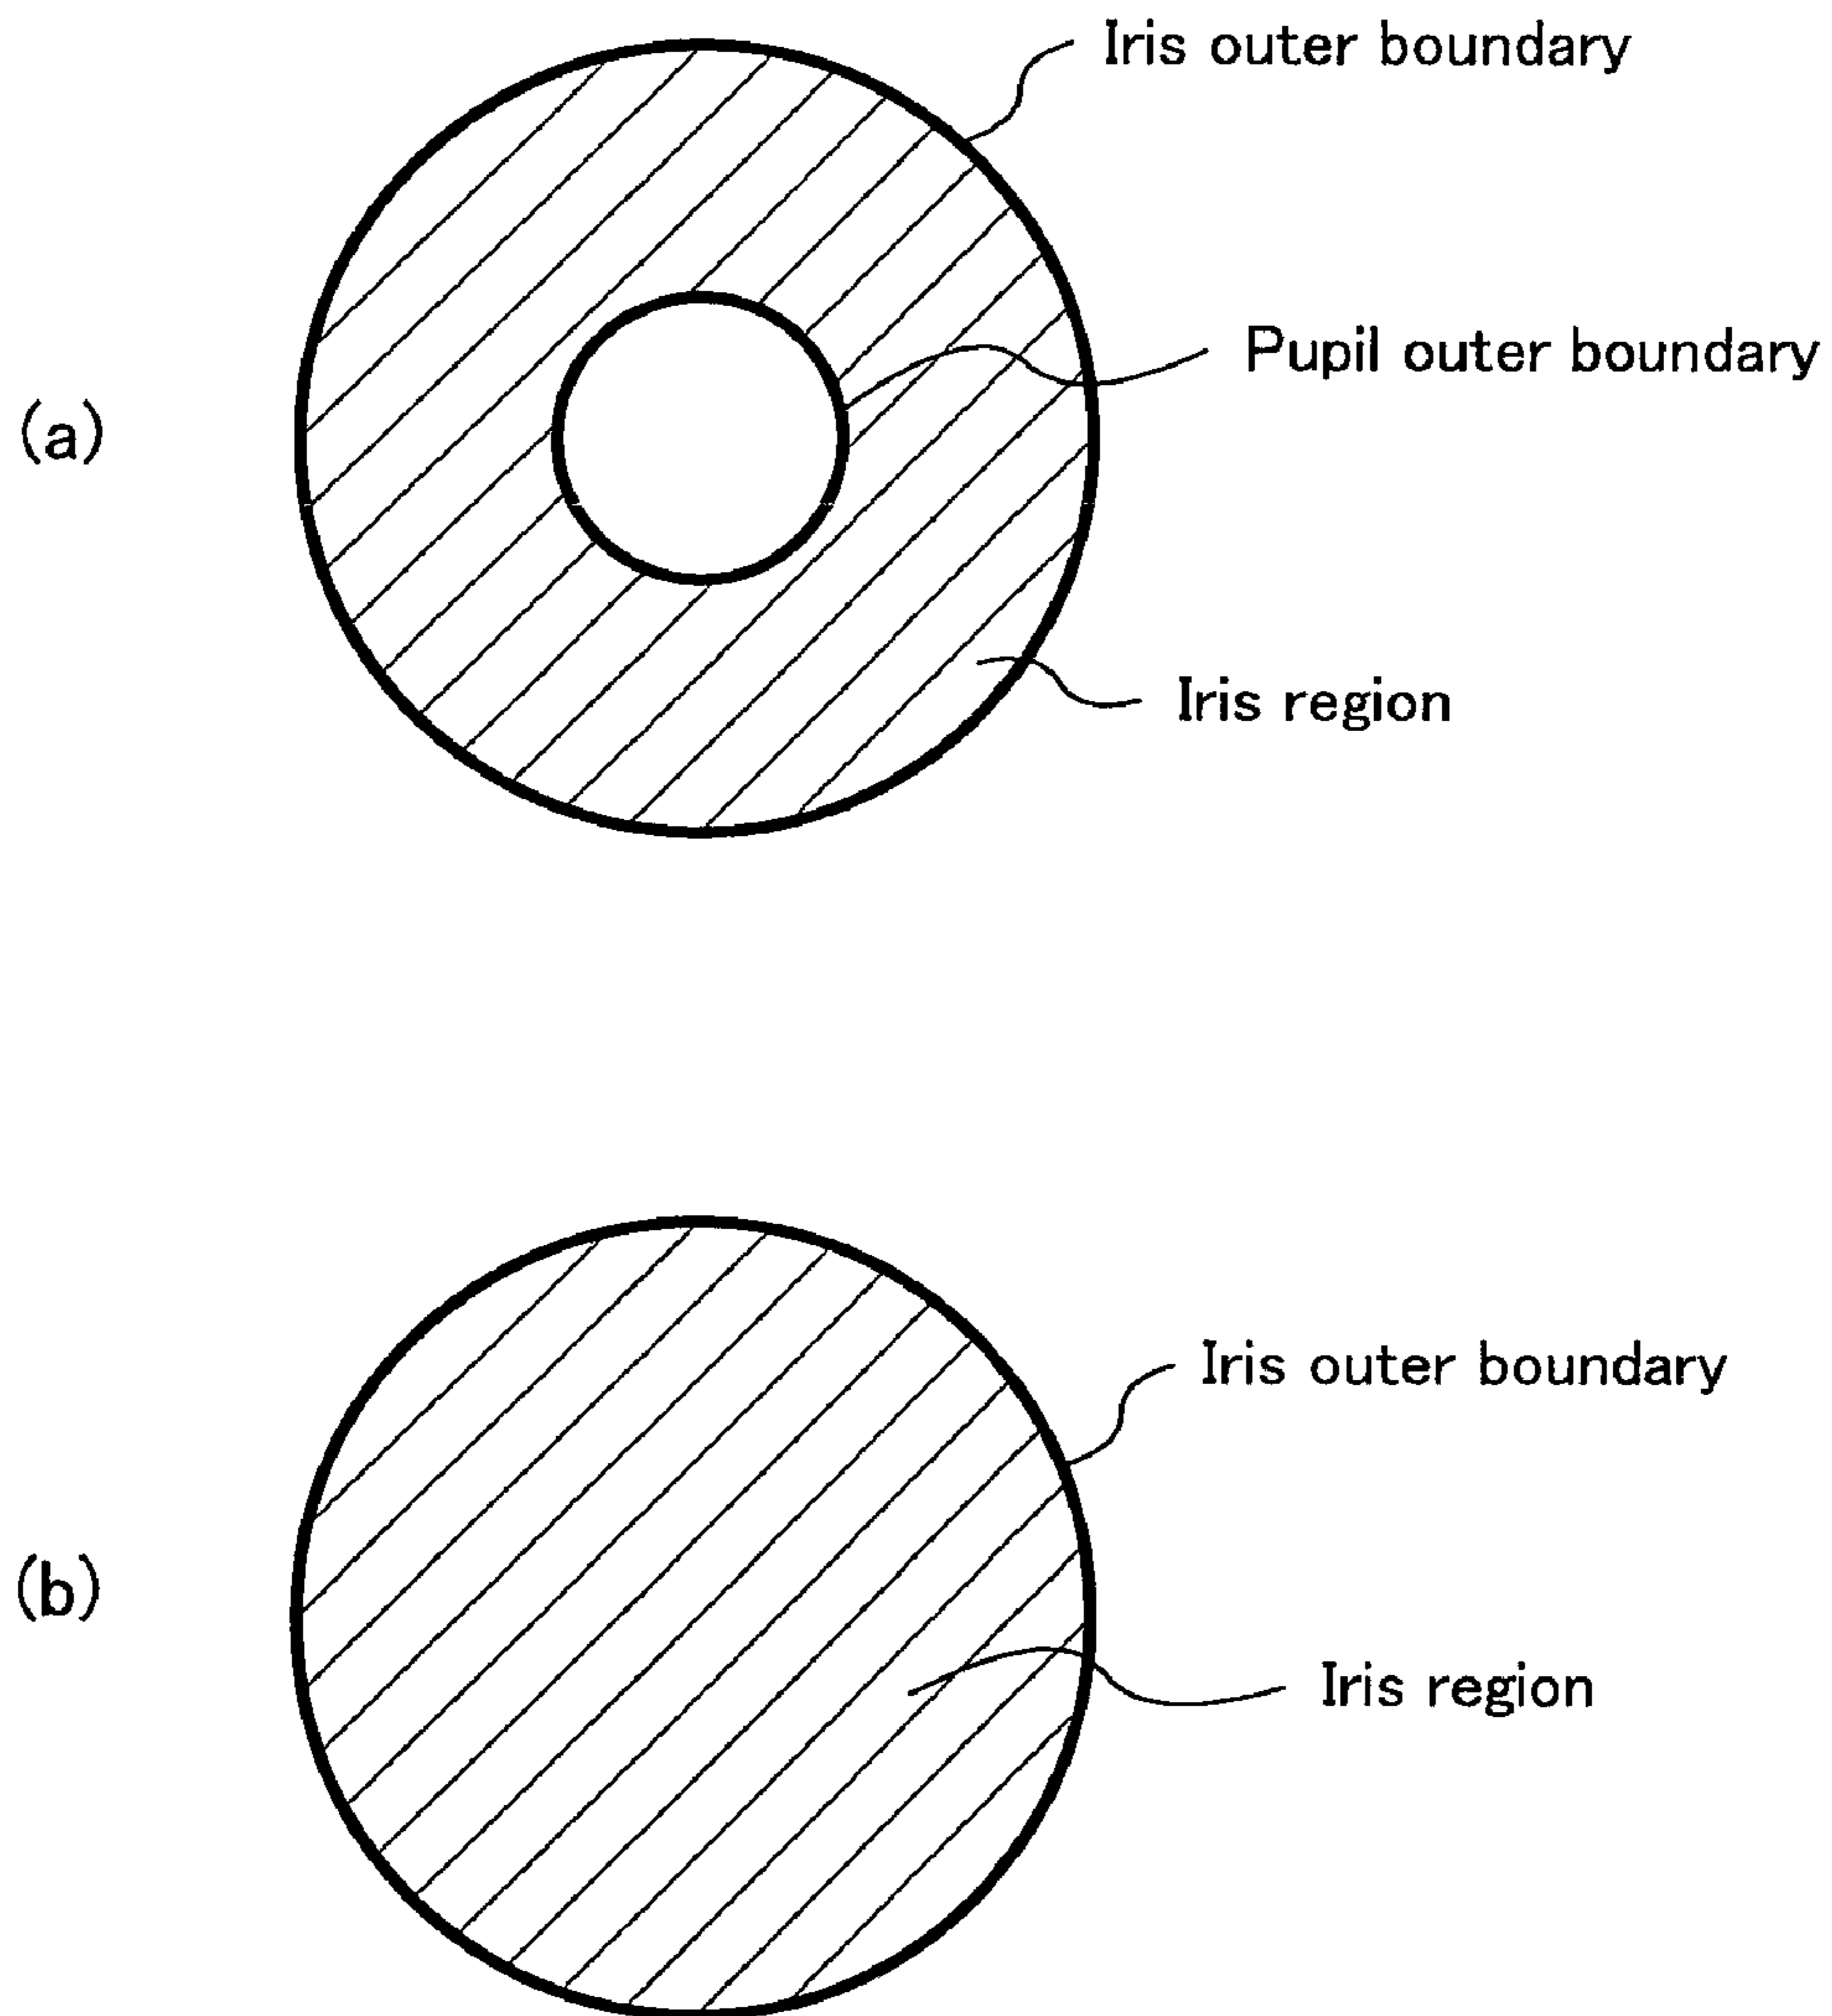 Iris outer boundary
Pupil outer boundary
(a)
Iris region
Iris outer boundary
(b)
Iris region